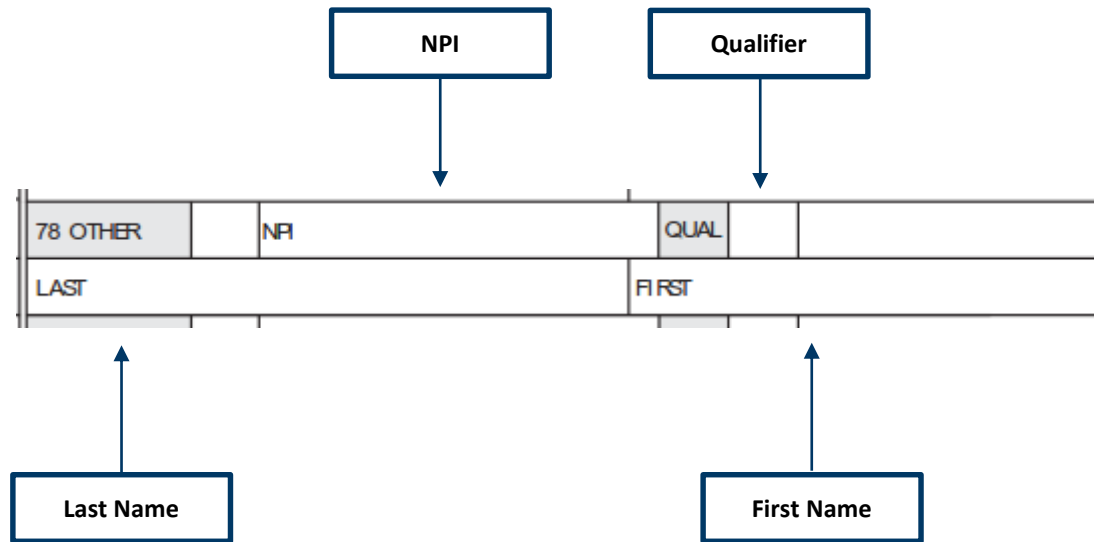 NPI Qualifier
78 OTHER NPI QUAL
LAST FIRST
Last Name First Name